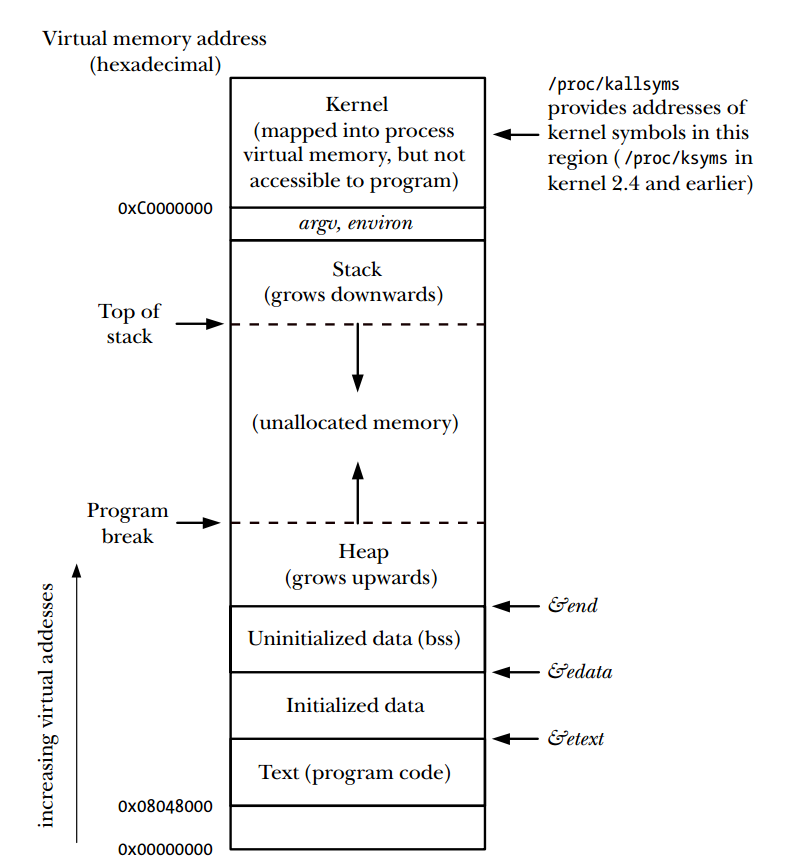 Virtual memory address
(hexadecimal)
Kernel
(mapped into process
virtual memory, but not
accessible to program)
/proc/kallsyms
provides addresses of
kernel symbols in this
region ( /proc/ksyms in
kernel 2.4 and earlier)
0xC0000000
argv, environ
Stack
(grows downwards)
Top of
stack
(unallocated memory)
Program
break
Heap
(grows upwards)
&end
Uninitialized data (bss)
&edata
Initialized data
&etext
Text (program code)
0x08048000
0x00000000
increasing virtual addesses